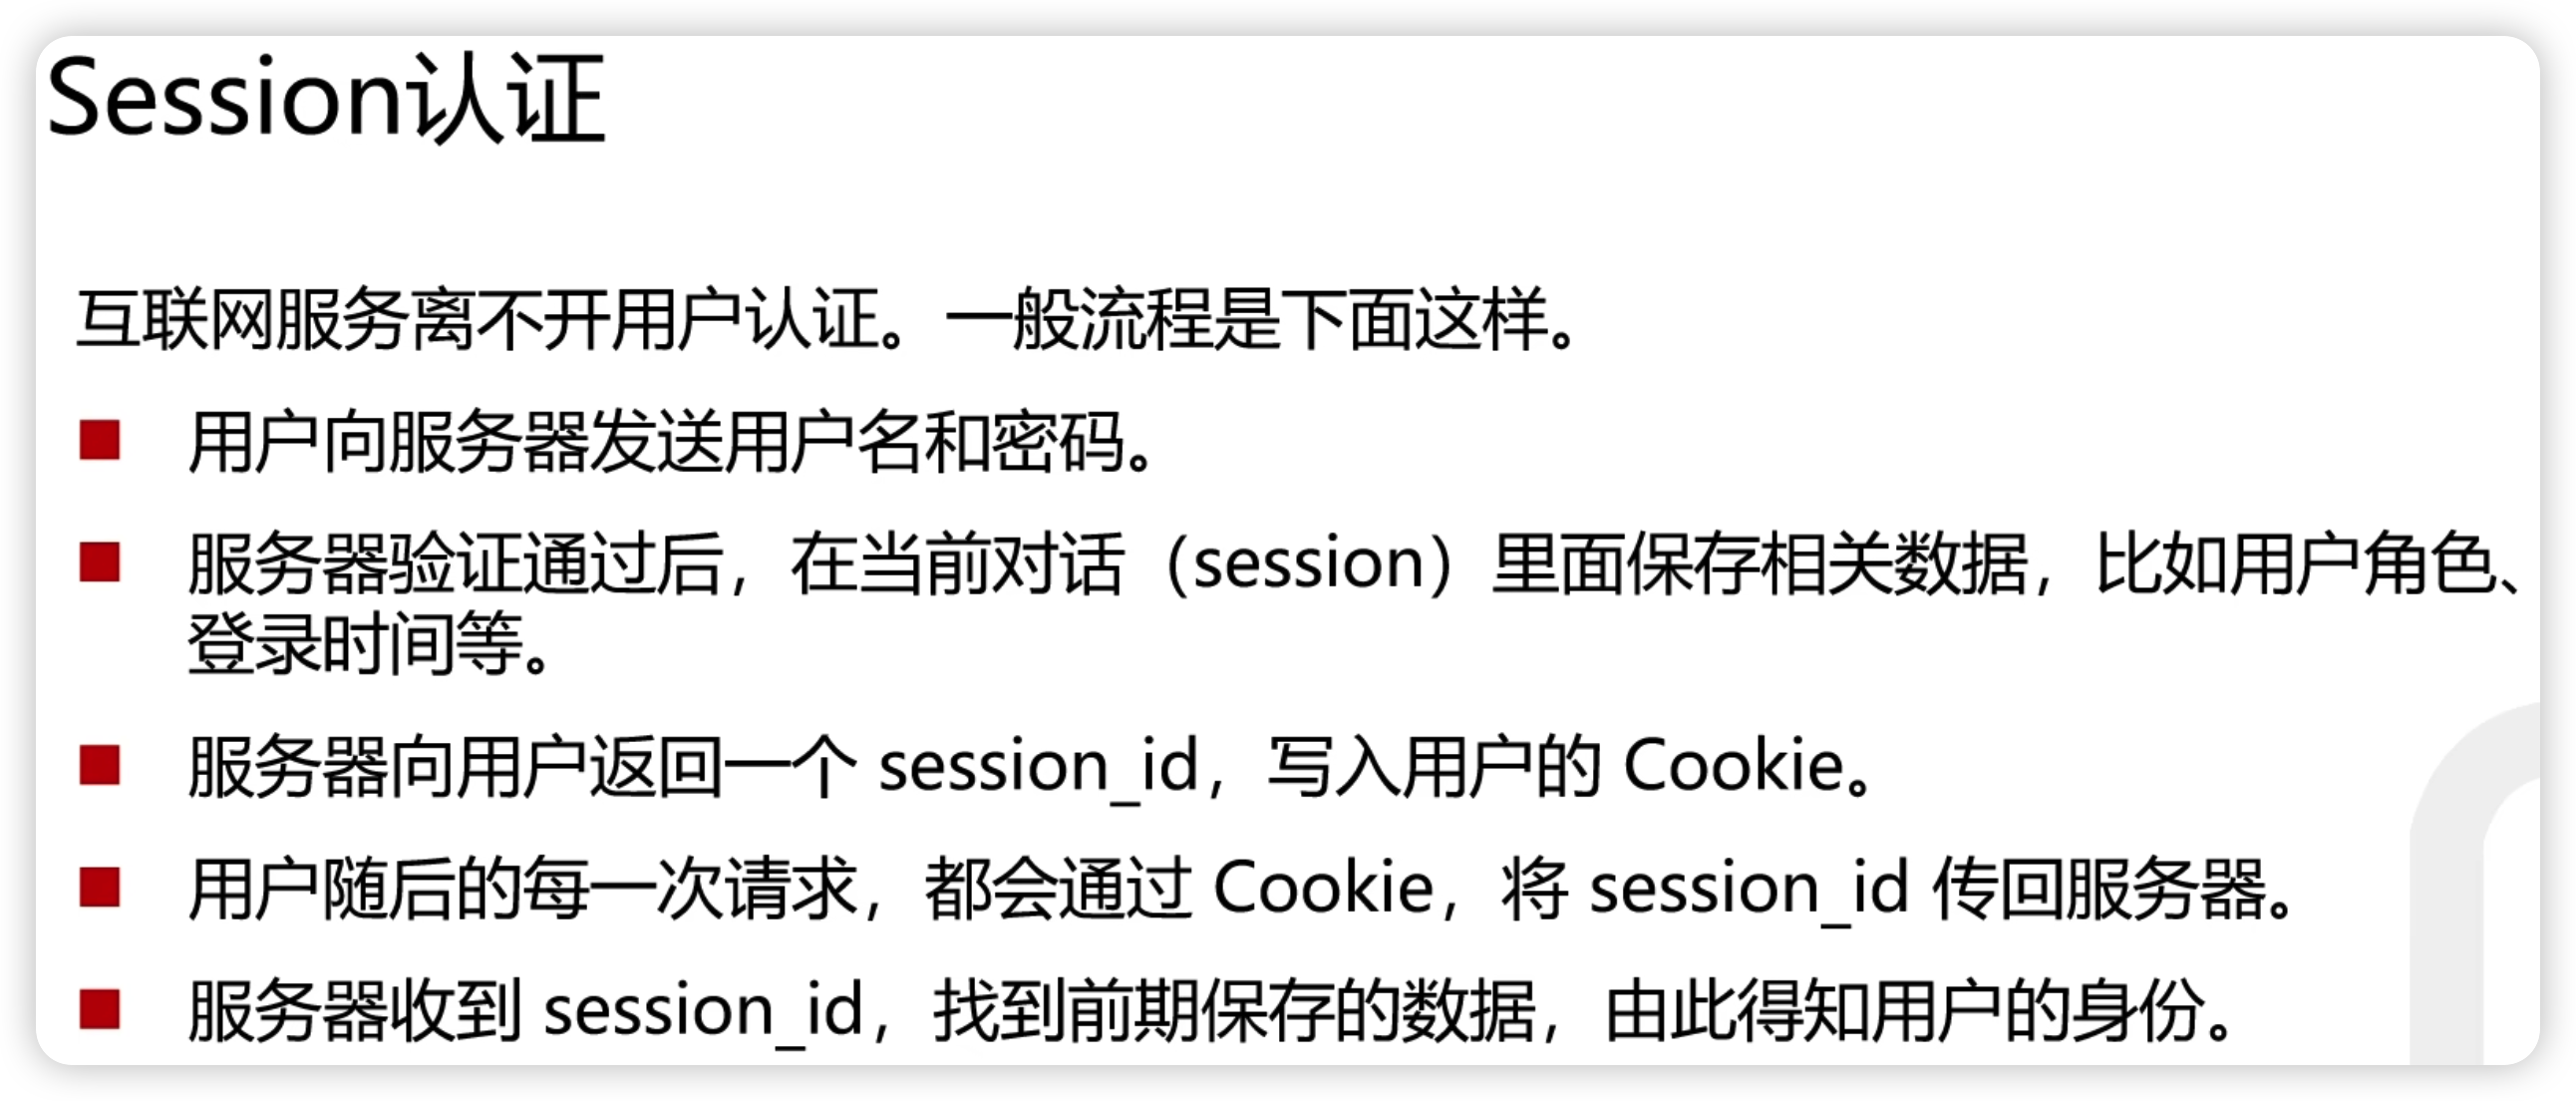 Session认证
互联网服务离不开用户认证。一般流程是下面这样。
用户向服务器发送用户名和密码。
服务器验证通过后，在当前对话（session）里面保存相关数据，比如用户角色、
登录时间等。
服务器向用户返回一个 session_id，写入用户的 Cookie。
用户随后的每一次请求，都会通过 Cookie，将 session_id 传回服务器。
服务器收到 session_id，找到前期保存的数据，由此得知用户的身份。